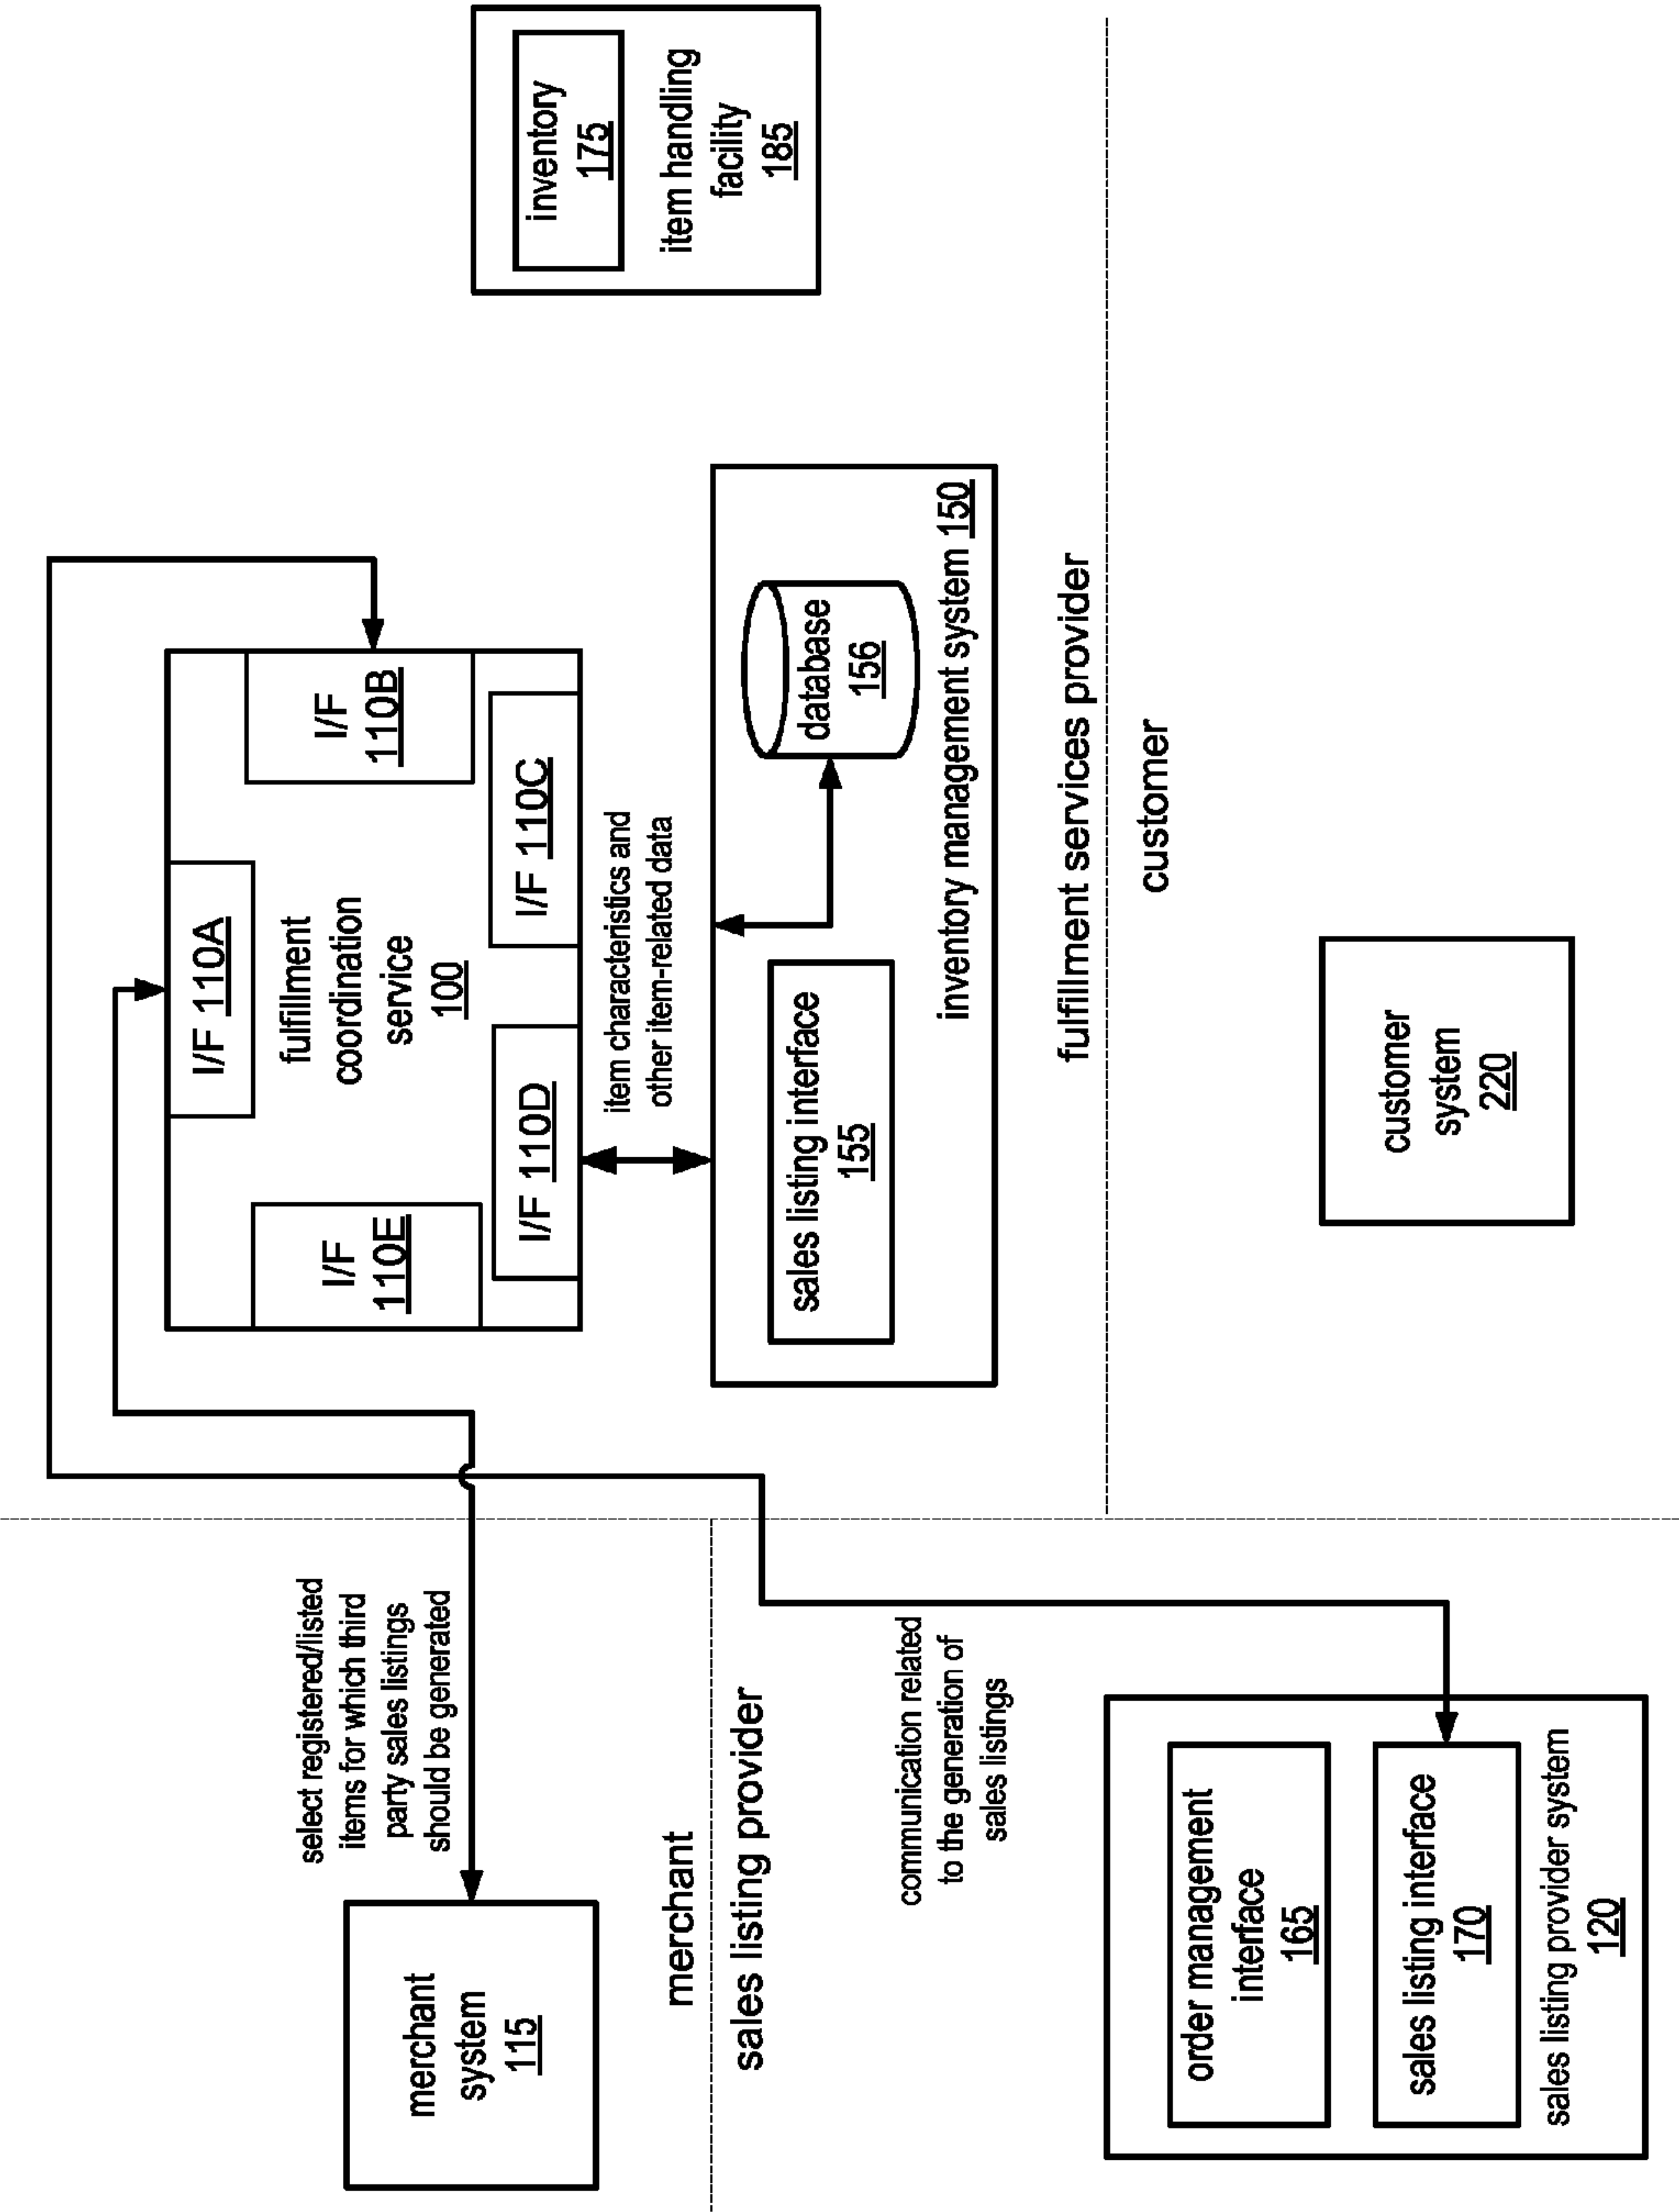 select registered/listed
items for which third
party sales listings
should be generated
merchant
system
115
merchant
sales listing provider
communication related
to the generation of
sales listings
order management
interface
165
sales listing interface
170
sales listing provider system
120
I/F 110A
I/F
110E
fulfillment
coordination
service
100
I/F
110B
I/F 110D
I/F 110C
item characteristics and
other item-related data
sales listing interface
155
database
156
inventory management system 150
inventory
175
item handling
facility
185
fulfillment services provider
customer
customer
system
220